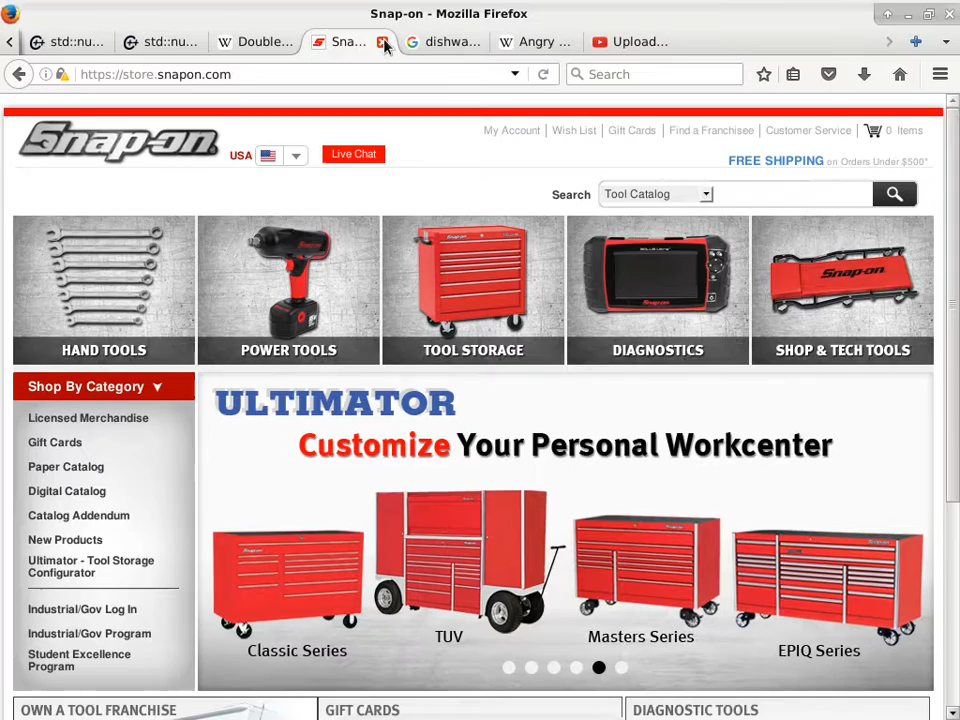 Snap-on - Mozilla Firefox
std::nu...
std::nu...
Double...
Sna...
dishwa...
Angry ...
Upload...
https://store.snapon.com
Search
Snap-on
USA
Live Chat
My Account
Wish List
Gift Cards
Find a Franchisee
Customer Service
0 Items
FREE SHIPPING on Orders Under $500*
Search
Tool Catalog
HAND TOOLS
POWER TOOLS
TOOL STORAGE
DIAGNOSTICS
Snap-on
SHOP & TECH TOOLS
Shop By Category
Licensed Merchandise
Gift Cards
Paper Catalog
Digital Catalog
Catalog Addendum
New Products
Ultimator - Tool Storage
Configurator
Industrial/Gov Log In
Industrial/Gov Program
Student Excellence
Program
ULTIMATOR
Customize Your Personal Workcenter
Classic Series
TUV
Masters Series
EPIQ Series
OWN A TOOL FRANCHISE
GIFT CARDS
DIAGNOSTIC TOOLS